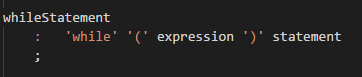 whileStatement
    :   'while' '(' expression ')' statement
    ;